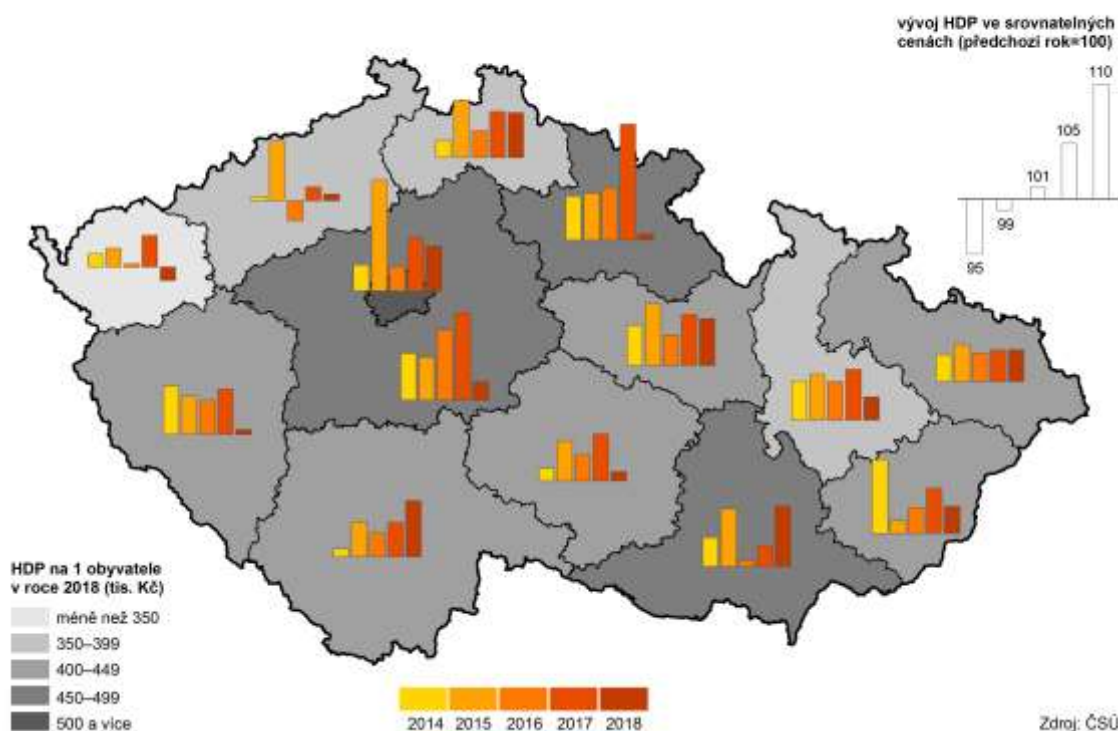 vývoj HDP ve srovnatelných
cenách (předchozí rok=100)
110
105
101
99
95
HDP na 1 obyvatele
v roce 2018 (tis. Kč)
méně než 350
350–399
400–449
450–499
500 a více
2014 2015 2016 2017 2018
Zdroj: ČSÚ